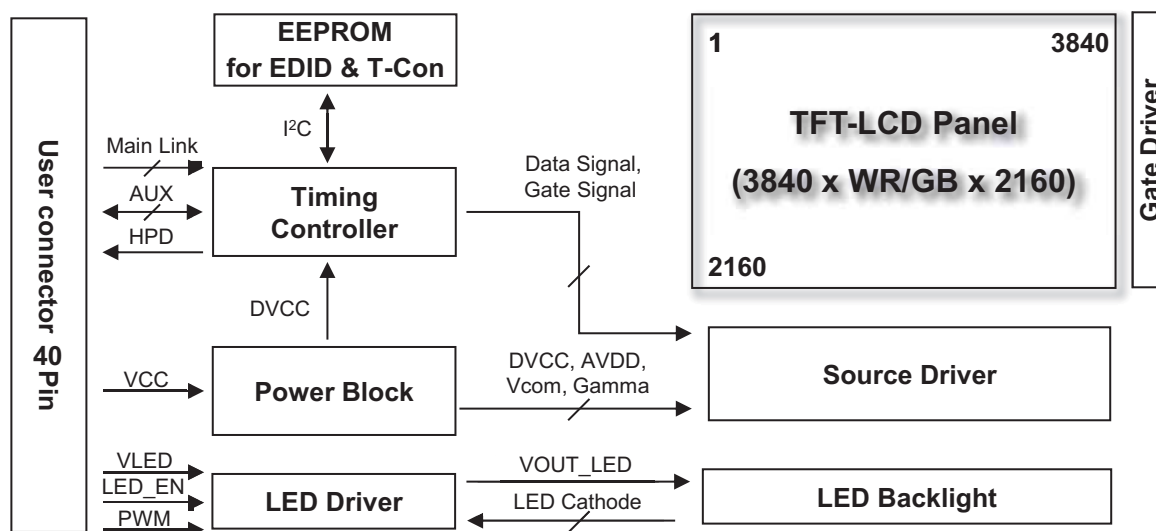 EEPROM
for EDID & T-Con
I²C
User connector 40 Pin
Main Link
AUX
HPD
Timing
Controller
Data Signal,
Gate Signal
1
3840
TFT-LCD Panel
(3840 x WR/GB x 2160)
2160
Gate Driver
DVCC
VCC
Power Block
DVCC, AVDD,
Vcom, Gamma
Source Driver
VLED
LED_EN
PWM
LED Driver
VOUT_LED
LED Cathode
LED Backlight